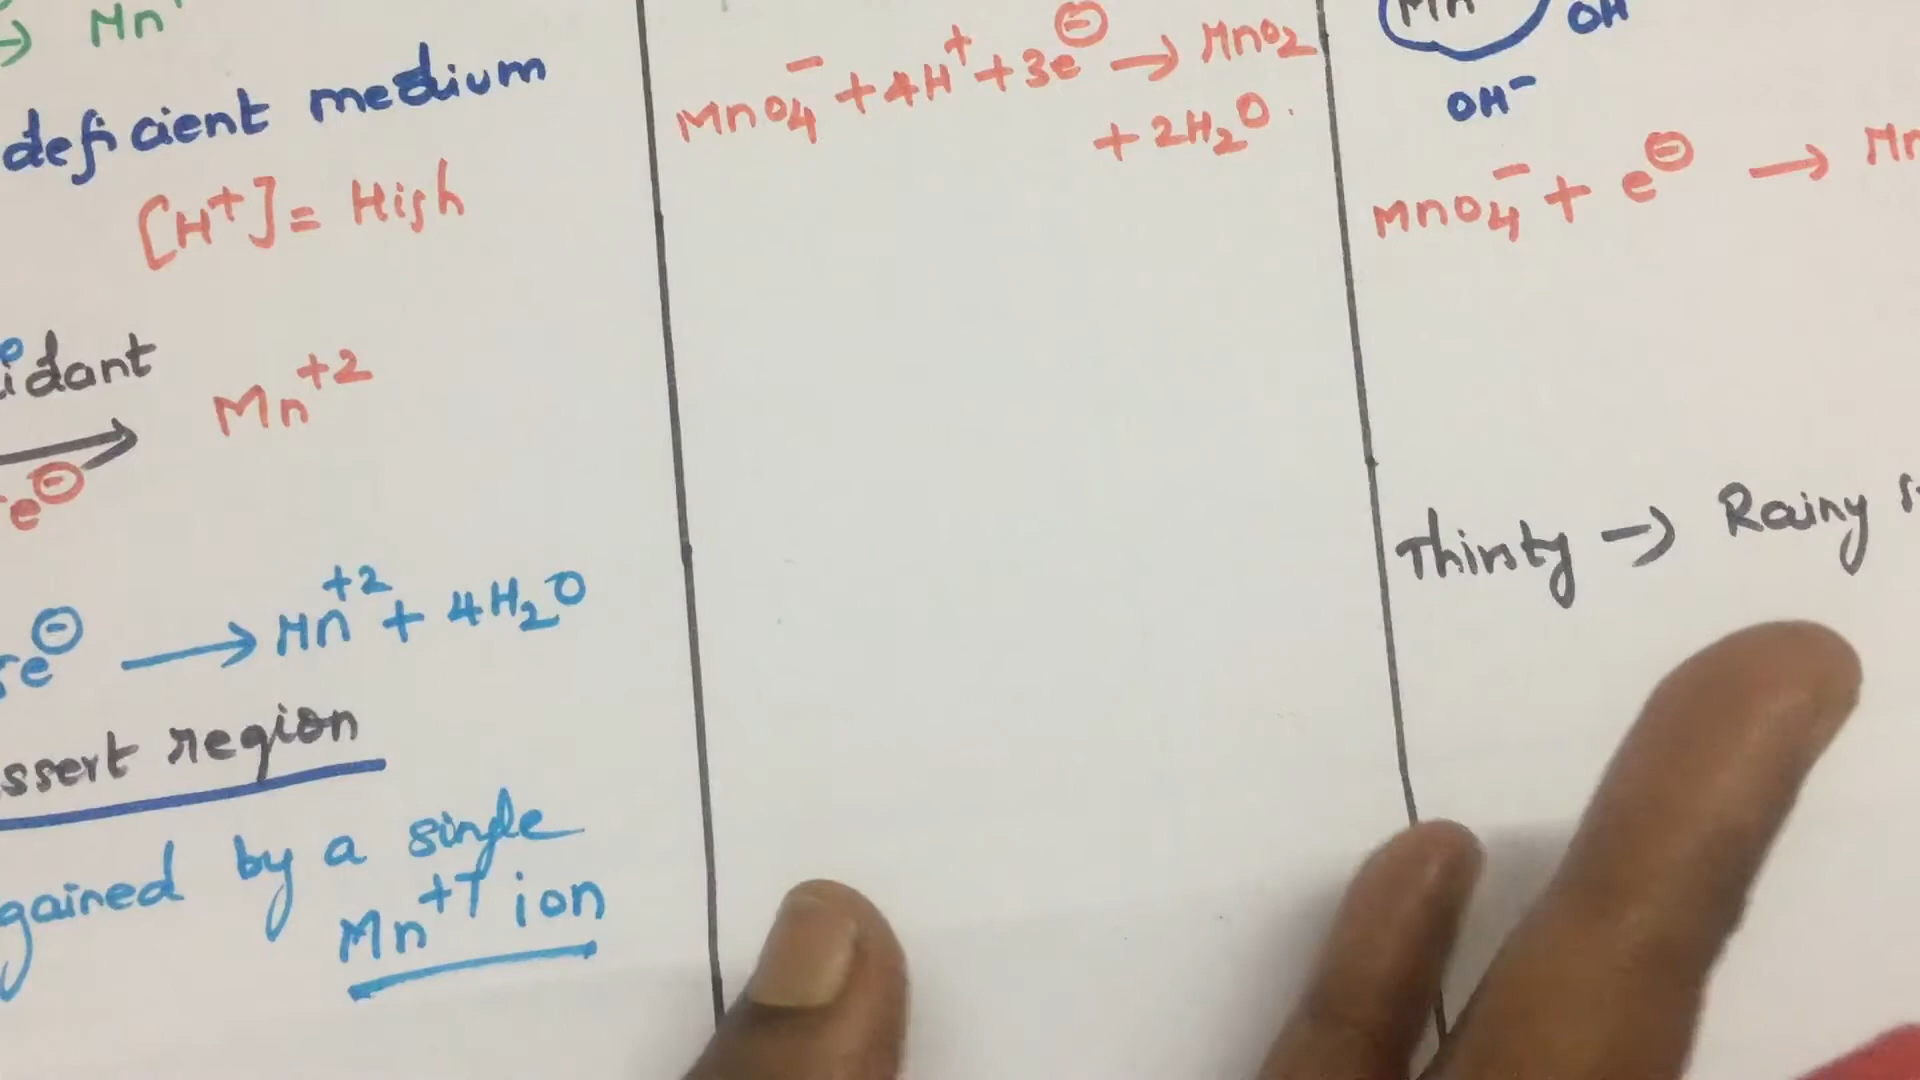 → Mn
deficient medium
[H⁺] = High
idant
Mn⁺²
e⊖
e⊖ → Mn⁺² + 4H₂O
ssert region
gained by a single
Mn⁺⁷ ion
MnO₄⁻ + 4H⁺ + 3e⊖ → MnO₂
+ 2H₂O.
Mn
OH
OH⁻
MnO₄⁻ + e⊖ → Mn
Thirsty → Rainy